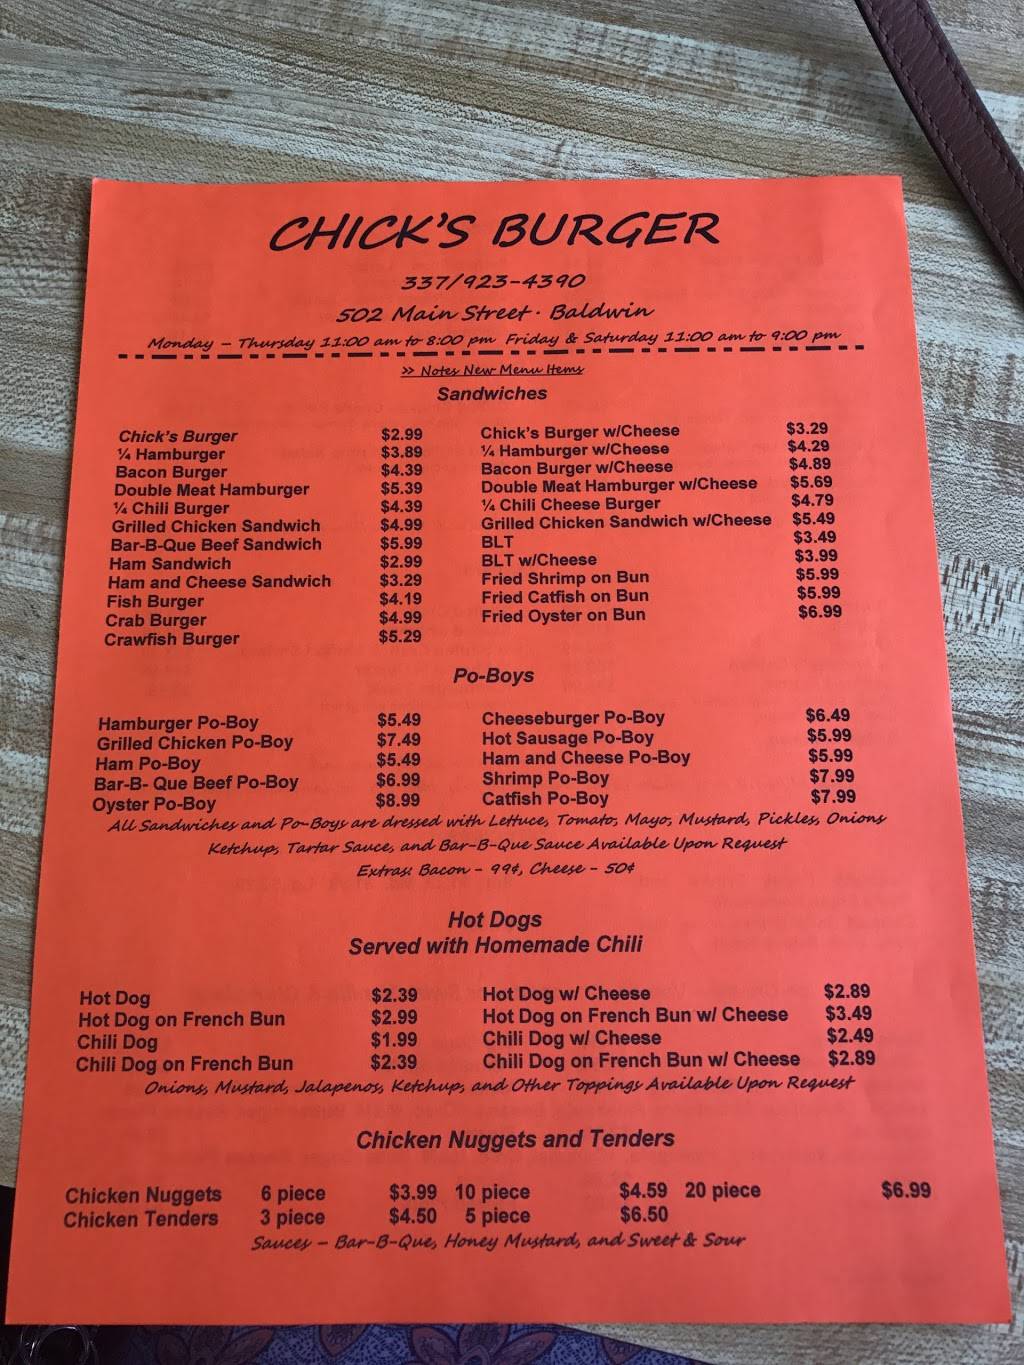 CHICK'S BURGER
337/923-4390
502 Main Street · Baldwin
Monday – Thursday 11:00 am to 8:00 pm Friday & Saturday 11:00 am to 9:00 pm
>> Notes New Menu Items
Sandwiches
Chick's Burger $2.99 Chick's Burger w/Cheese $3.29
¼ Hamburger $3.89 ¼ Hamburger w/Cheese $4.29
Bacon Burger $4.39 Bacon Burger w/Cheese $4.89
Double Meat Hamburger $5.39 Double Meat Hamburger w/Cheese $5.69
¼ Chili Burger $4.39 ¼ Chili Cheese Burger $4.79
Grilled Chicken Sandwich $4.99 Grilled Chicken Sandwich w/Cheese $5.49
Bar-B-Que Beef Sandwich $5.99 BLT $3.49
Ham Sandwich $2.99 BLT w/Cheese $3.99
Ham and Cheese Sandwich $3.29 Fried Shrimp on Bun $5.99
Fish Burger $4.19 Fried Catfish on Bun $5.99
Crab Burger $4.99 Fried Oyster on Bun $6.99
Crawfish Burger $5.29
Po-Boys
Hamburger Po-Boy $5.49 Cheeseburger Po-Boy $6.49
Grilled Chicken Po-Boy $7.49 Hot Sausage Po-Boy $5.99
Ham Po-Boy $5.49 Ham and Cheese Po-Boy $5.99
Bar-B- Que Beef Po-Boy $6.99 Shrimp Po-Boy $7.99
Oyster Po-Boy $8.99 Catfish Po-Boy $7.99
All Sandwiches and Po-Boys are dressed with Lettuce, Tomato, Mayo, Mustard, Pickles, Onions
Ketchup, Tartar Sauce, and Bar-B-Que Sauce Available Upon Request
Extras: Bacon - 99¢, Cheese - 50¢
Hot Dogs
Served with Homemade Chili
Hot Dog $2.39 Hot Dog w/ Cheese $2.89
Hot Dog on French Bun $2.99 Hot Dog on French Bun w/ Cheese $3.49
Chili Dog $1.99 Chili Dog w/ Cheese $2.49
Chili Dog on French Bun $2.39 Chili Dog on French Bun w/ Cheese $2.89
Onions, Mustard, Jalapenos, Ketchup, and Other Toppings Available Upon Request
Chicken Nuggets and Tenders
Chicken Nuggets 6 piece $3.99 10 piece $4.59 20 piece $6.99
Chicken Tenders 3 piece $4.50 5 piece $6.50
Sauces – Bar-B-Que, Honey Mustard, and Sweet & Sour